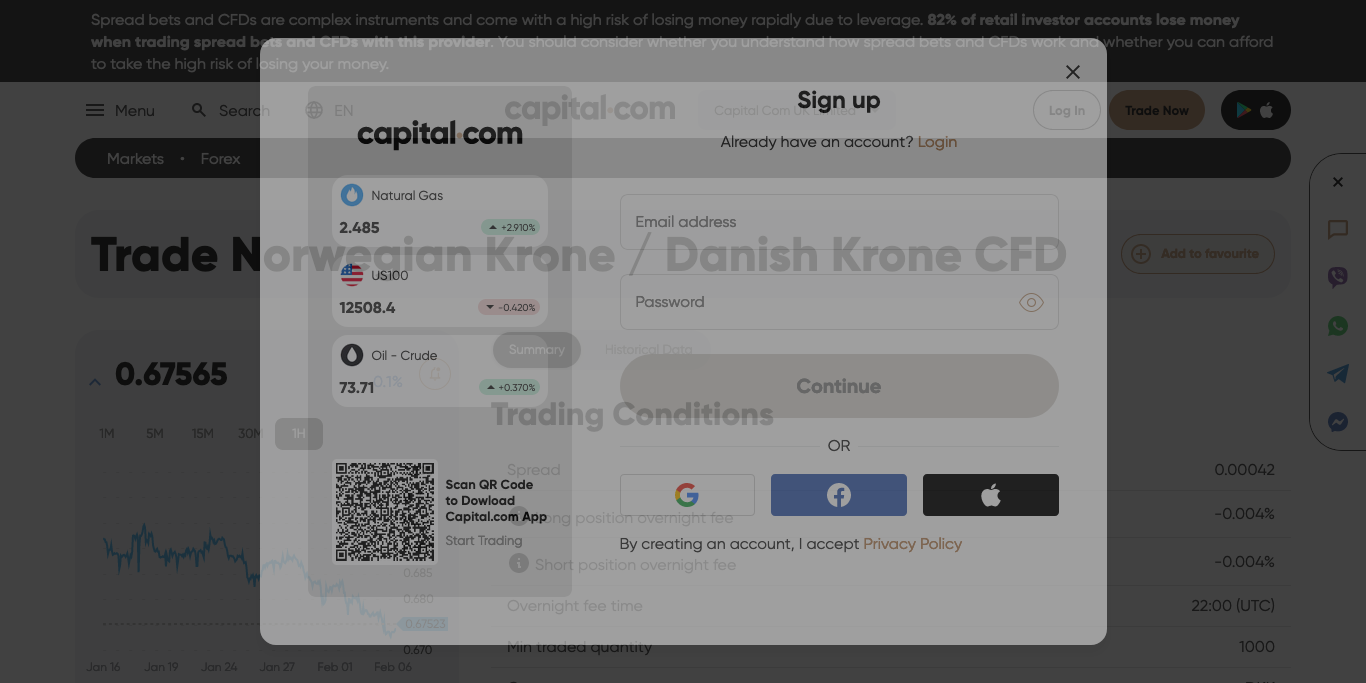 Spread bets and CFDs are complex instruments and come with a high risk of losing money rapidly due to leverage. 82% of retail investor accounts lose money
when trading spread bets and CFDs with this provider. You should consider whether you understand how spread bets and CFDs work and whether you can afford
to take the high risk of losing your money.
Menu
Search
EN
capital.com
Capital Com UK Limited
Log In
Trade Now
Markets • Forex
Trade Norwegian Krone / Danish Krone CFD
Add to favourite
0.67565
0.1%
1M 5M 15M 30M 1H
0.685
0.680
0.67523
0.670
Jan 16 Jan 19 Jan 24 Jan 27 Feb 01 Feb 06
Summary
Historical Data
Trading Conditions
Spread 0.00042
Long position overnight fee -0.004%
Short position overnight fee -0.004%
Overnight fee time 22:00 (UTC)
Min traded quantity 1000
capital.com
Natural Gas
2.485 +2.910%
US100
12508.4 -0.420%
Oil - Crude
73.71 +0.370%
Scan QR Code
to Dowload
Capital.com App
Start Trading
Sign up
Already have an account? Login
Email address
Password
Continue
OR
By creating an account, I accept Privacy Policy